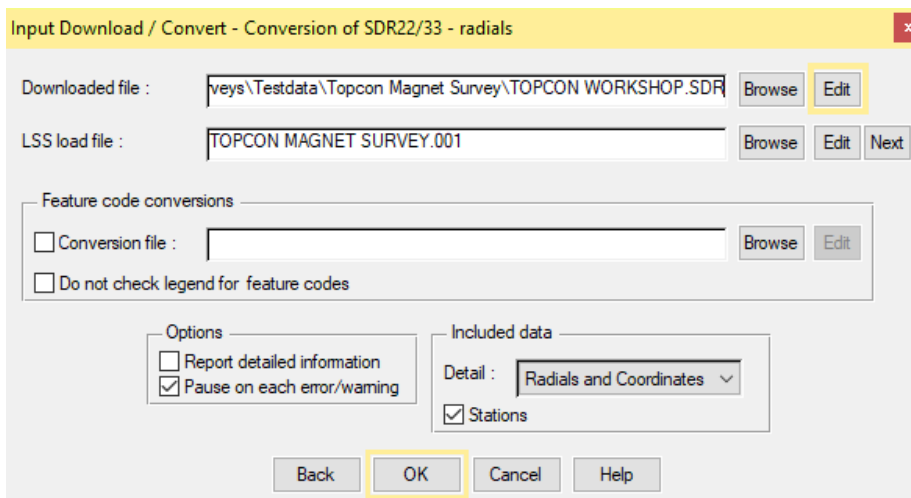 Input Download / Convert - Conversion of SDR22/33 - radials x
Downloaded file : veys\Testdata\Topcon Magnet Survey\TOPCON WORKSHOP.SDR Browse Edit
LSS load file : TOPCON MAGNET SURVEY.001 Browse Edit Next
Feature code conversions
Conversion file : Browse Edit
Do not check legend for feature codes
Options
Report detailed information
Pause on each error/warning
Included data
Detail : Radials and Coordinates
Stations
Back OK Cancel Help